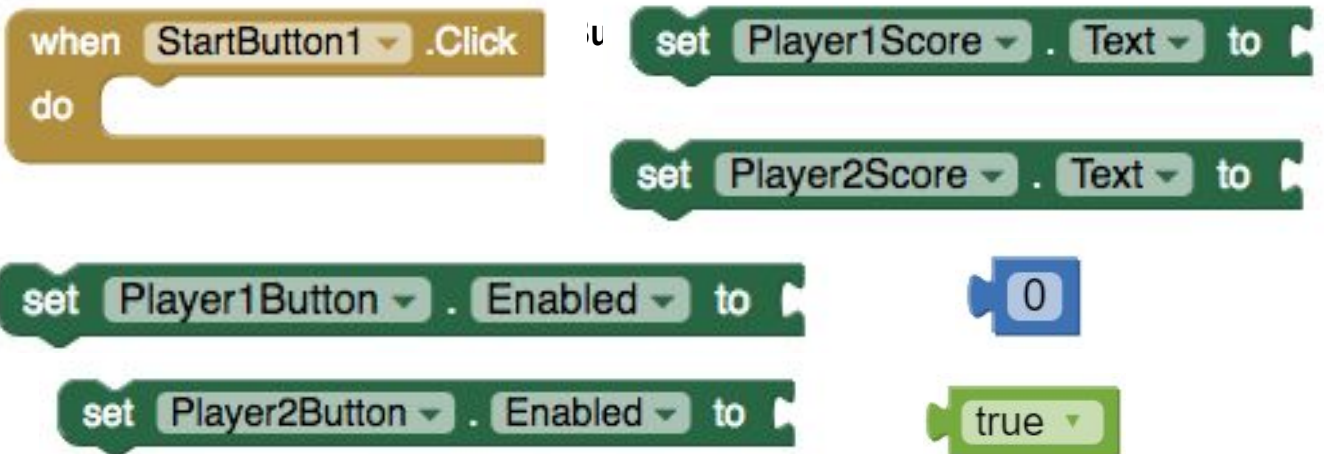 when StartButton1 .Click
do
set Player1Score . Text to
set Player2Score . Text to
set Player1Button . Enabled to
0
set Player2Button . Enabled to
true